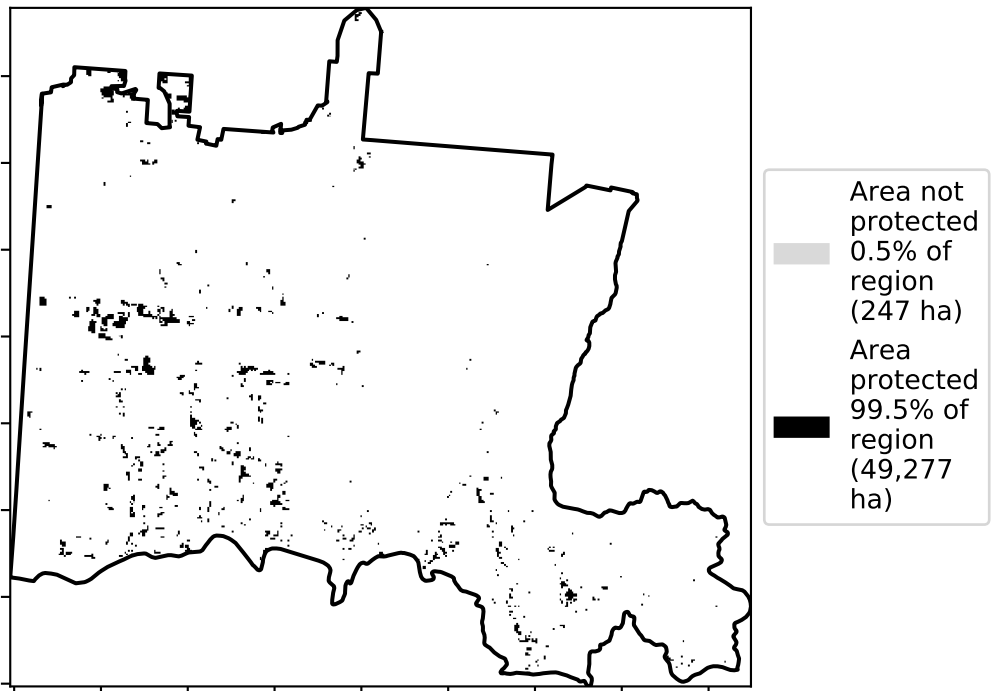 Area not
protected
0.5% of
region
(247 ha)
Area
protected
99.5% of
region
(49,277
ha)